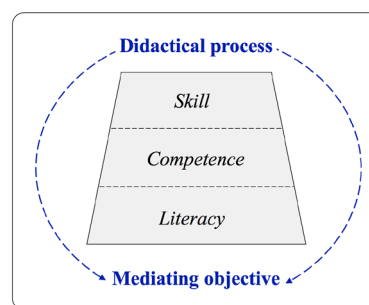 Didactical process
Skill
Competence
Literacy
Mediating objective